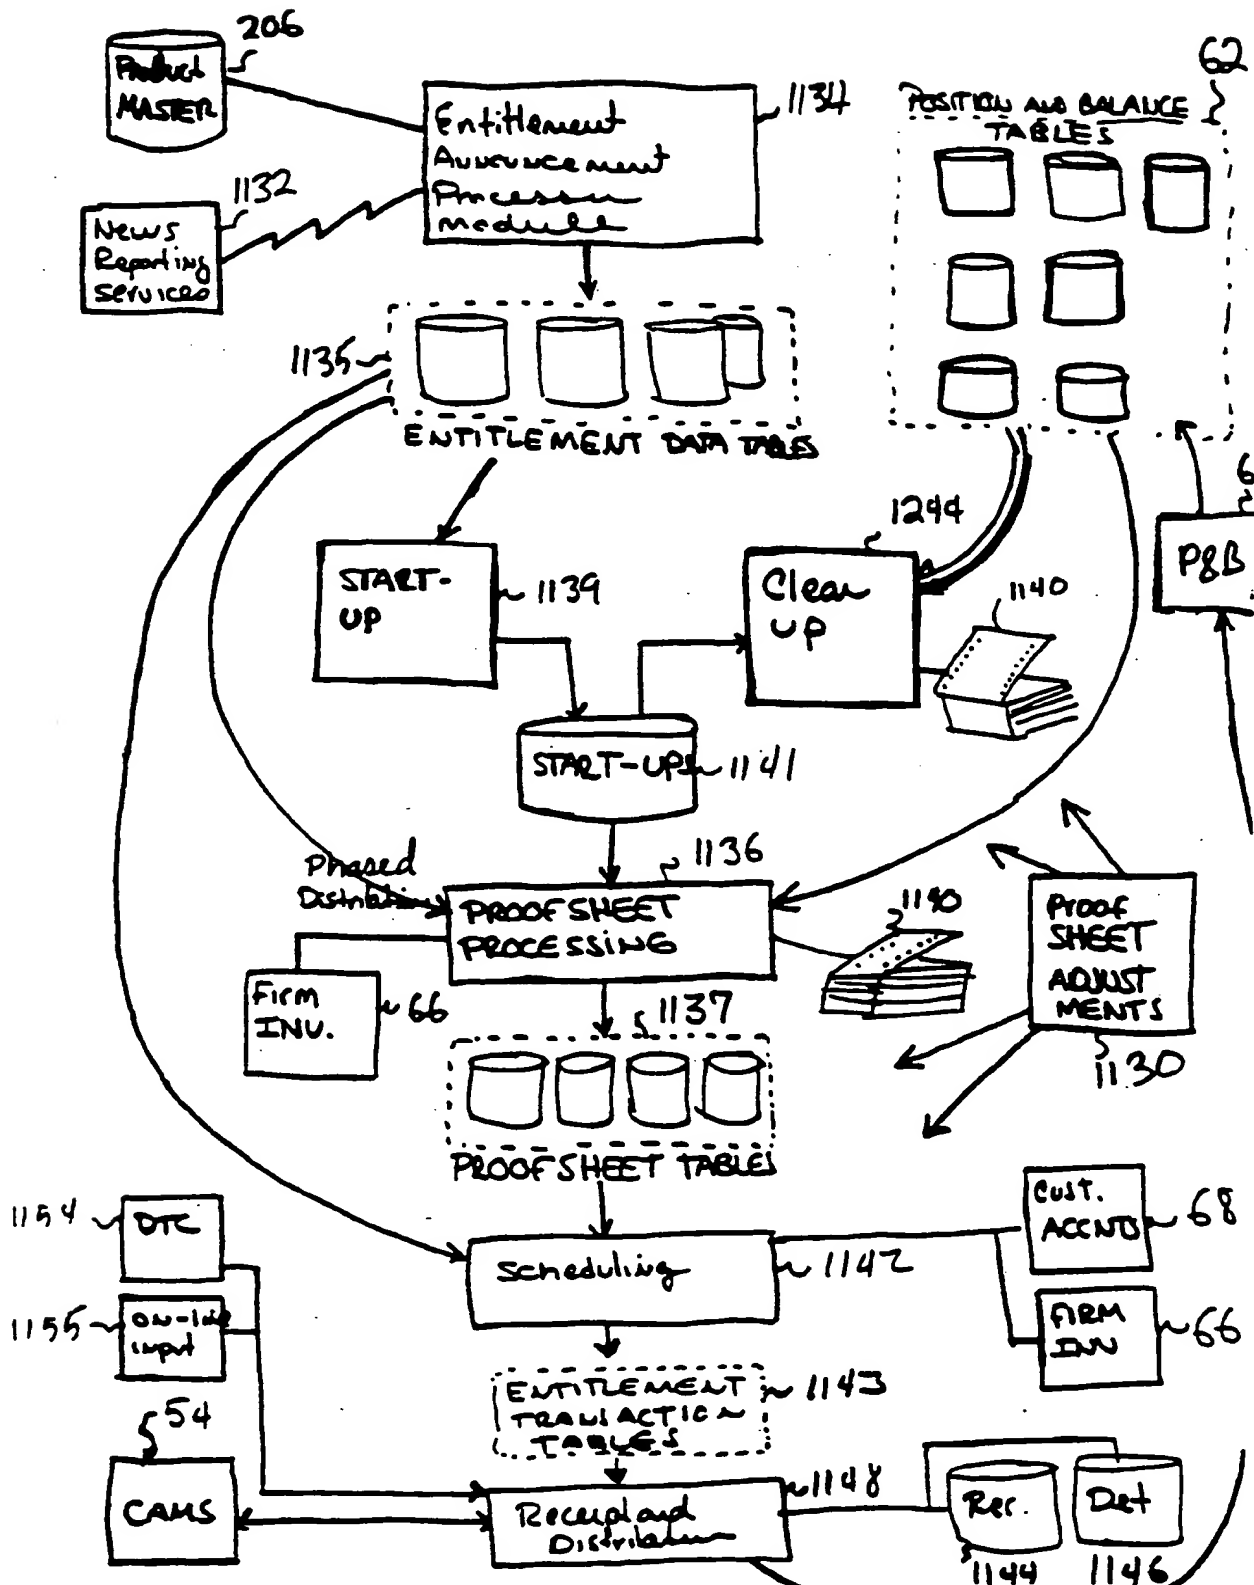 206
Product
MASTER
1132
News
Reporting
Services
1134
Entitlement
Announcement
Processing
Module
62
POSITION AND BALANCE
TABLES
1135
ENTITLEMENT DATA TABLES
START-
UP
1139
1244
Clean
UP
1140
6
P&B
START-UPS
1141
Phased
Distribution
1136
PROOFSHEET
PROCESSING
1140
Firm
INV.
66
1137
PROOFSHEET TABLES
PROOF
SHEET
ADJUST
MENTS
1130
1154
DTC
1155
ON-line
input
54
CAMS
Scheduling
1142
CUST.
ACCNTS
68
FIRM
INV
66
ENTITLEMENT
TRANSACTION
TABLES
1143
Receipt and
Distribution
1148
Rec.
1144
Det
1146